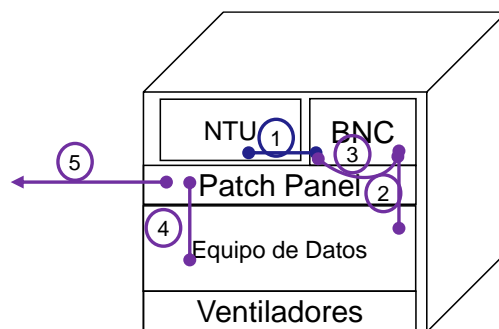 NTU
1
BNC
3
5
Patch Panel
2
4
Equipo de Datos
Ventiladores